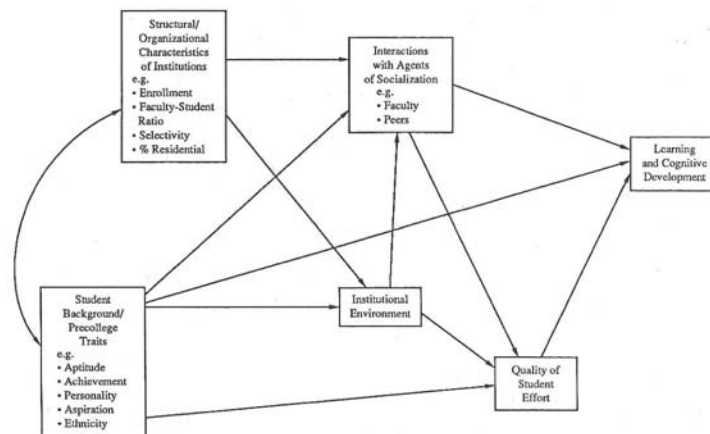 Structural/
Organizational
Characteristics
of Institutions
e.g.
• Enrollment
• Faculty-Student
Ratio
• Selectivity
• % Residential
Interactions
with Agents
of Socialization
e.g.
• Faculty
• Peers
Learning
and Cognitive
Development
Student
Background/
Precollege
Traits
e.g.
• Aptitude
• Achievement
• Personality
• Aspiration
• Ethnicity
Institutional
Environment
Quality of
Student
Effort